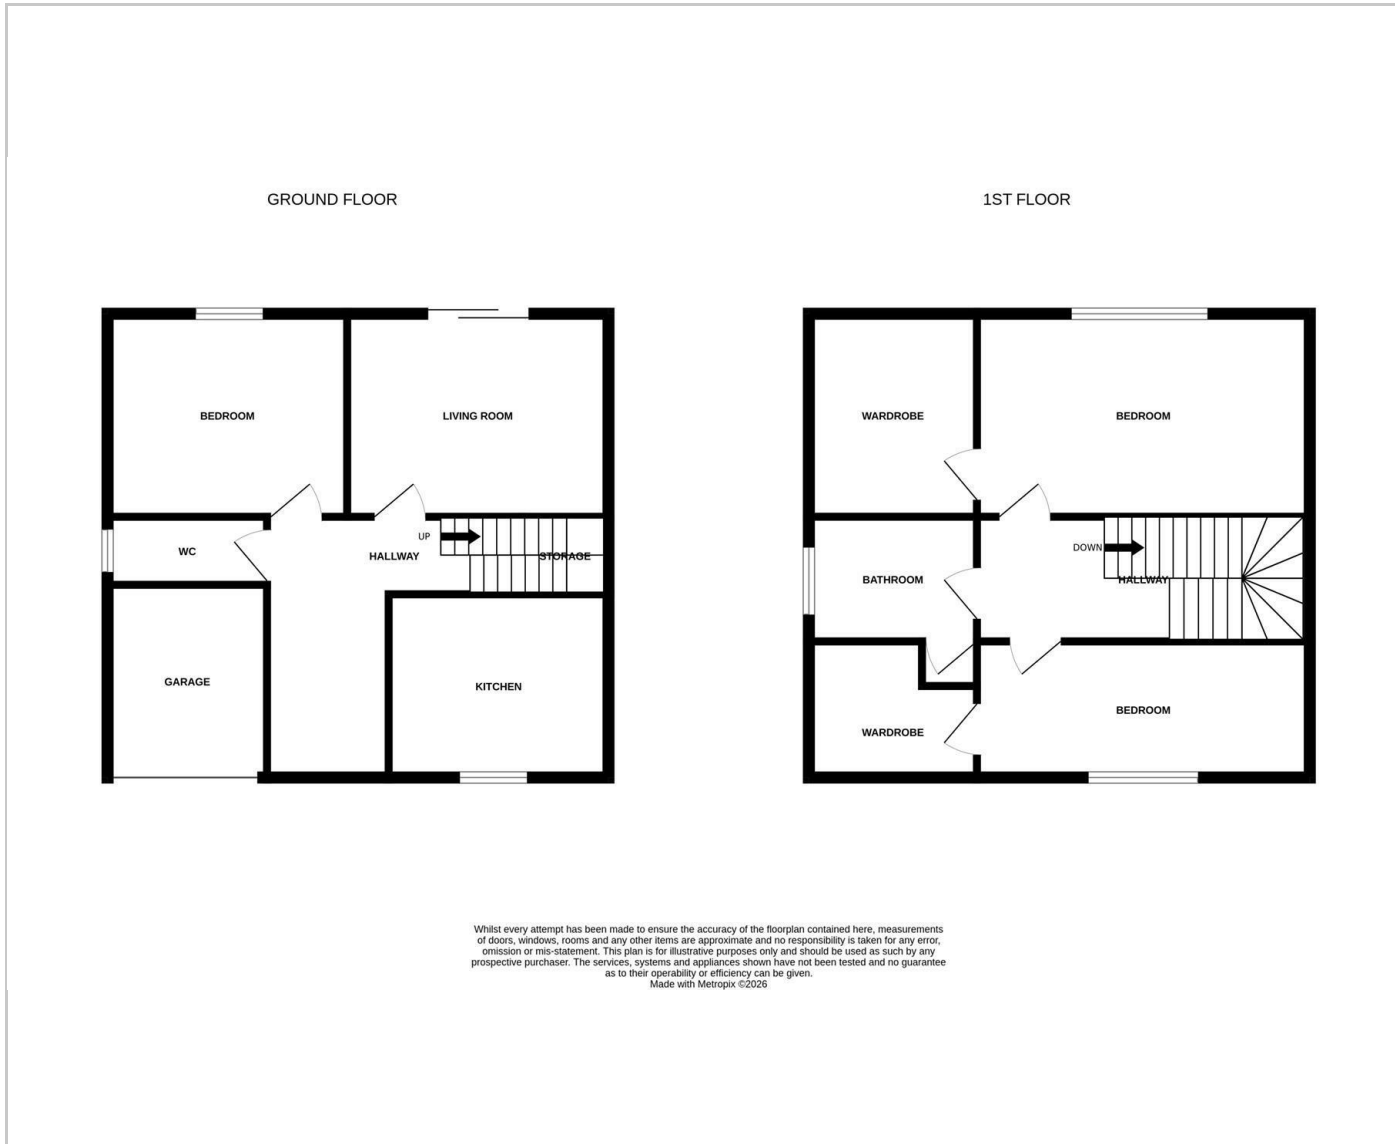 GROUND FLOOR
BEDROOM
LIVING ROOM
UP
WC
HALLWAY
STORAGE
GARAGE
KITCHEN
1ST FLOOR
WARDROBE
BEDROOM
DOWN
BATHROOM
HALLWAY
BEDROOM
WARDROBE
Whilst every attempt has been made to ensure the accuracy of the floorplan contained here, measurements
of doors, windows, rooms and any other items are approximate and no responsibility is taken for any error,
omission or mis-statement. This plan is for illustrative purposes only and should be used as such by any
prospective purchaser. The services, systems and appliances shown have not been tested and no guarantee
as to their operability or efficiency can be given.
Made with Metropix ©2026